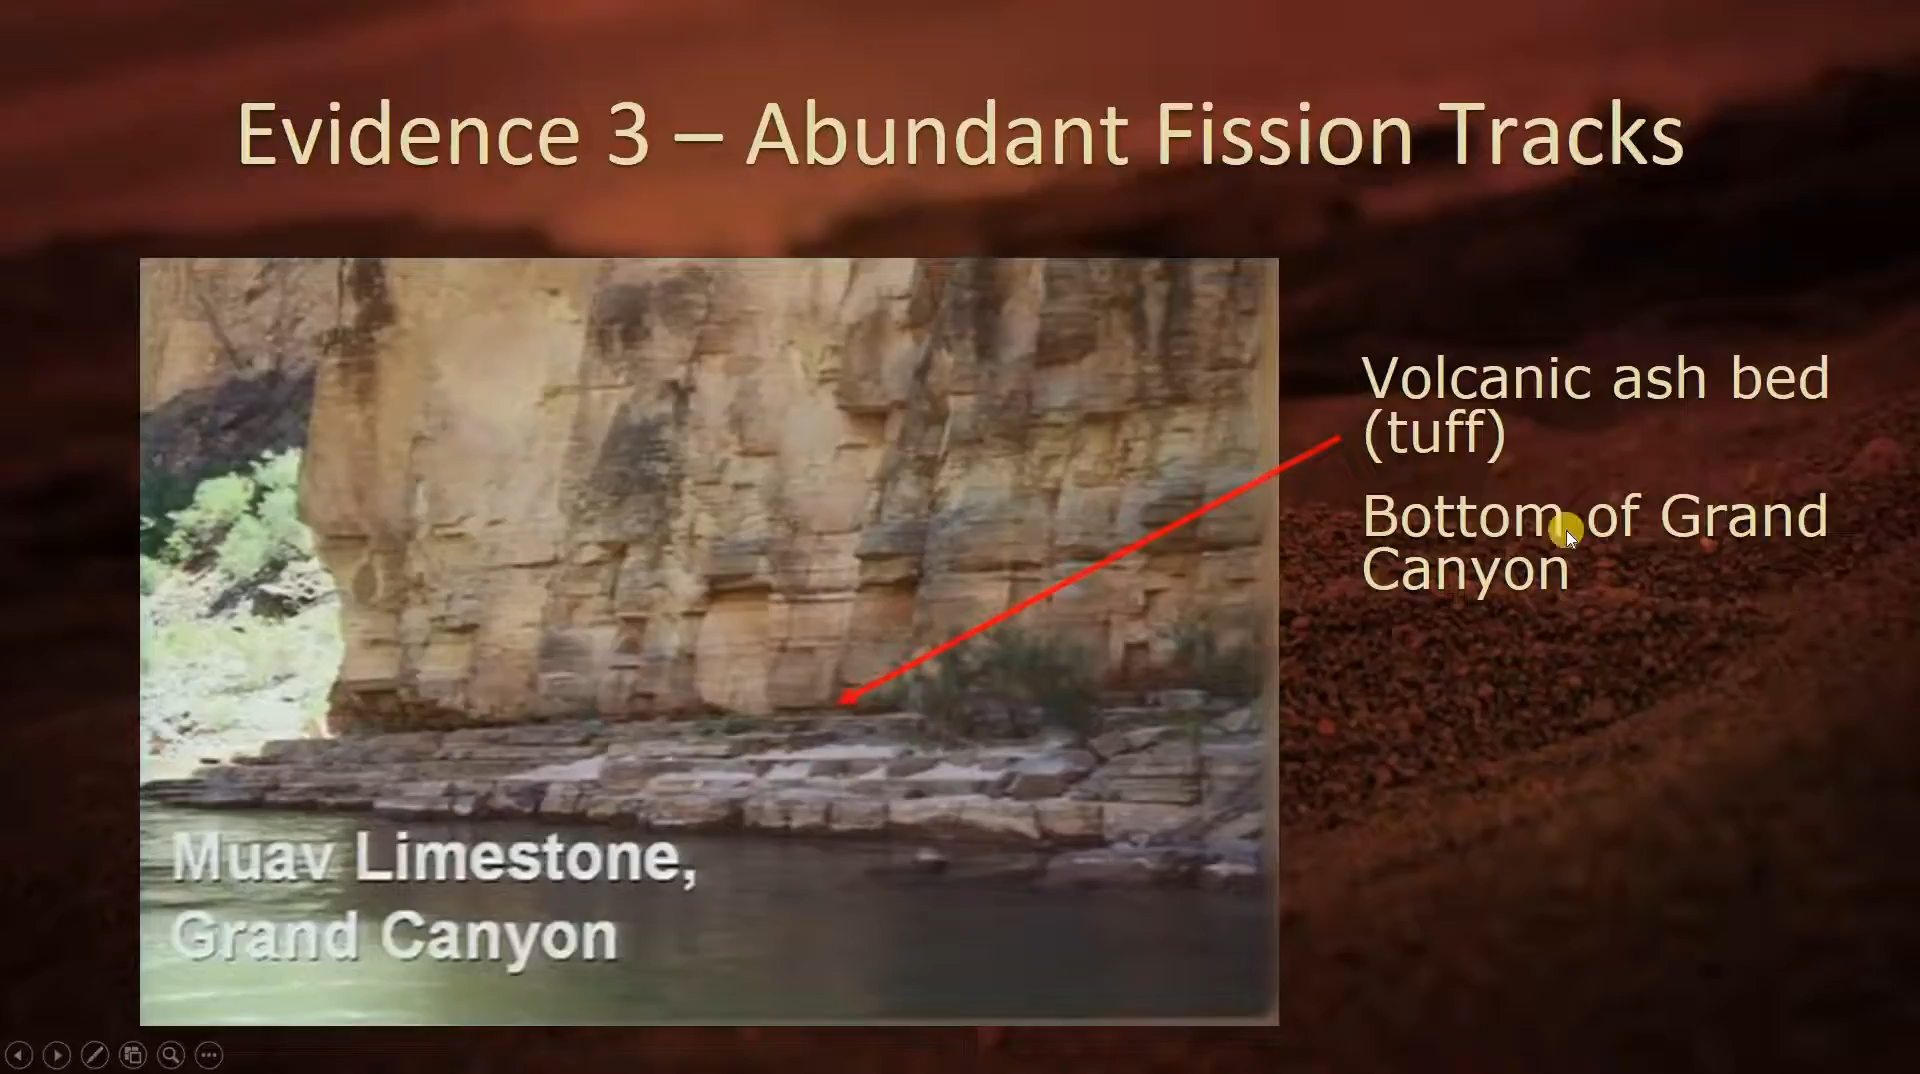 Evidence 3 – Abundant Fission Tracks
Volcanic ash bed
(tuff)
Bottom of Grand
Canyon
Muav Limestone,
Grand Canyon